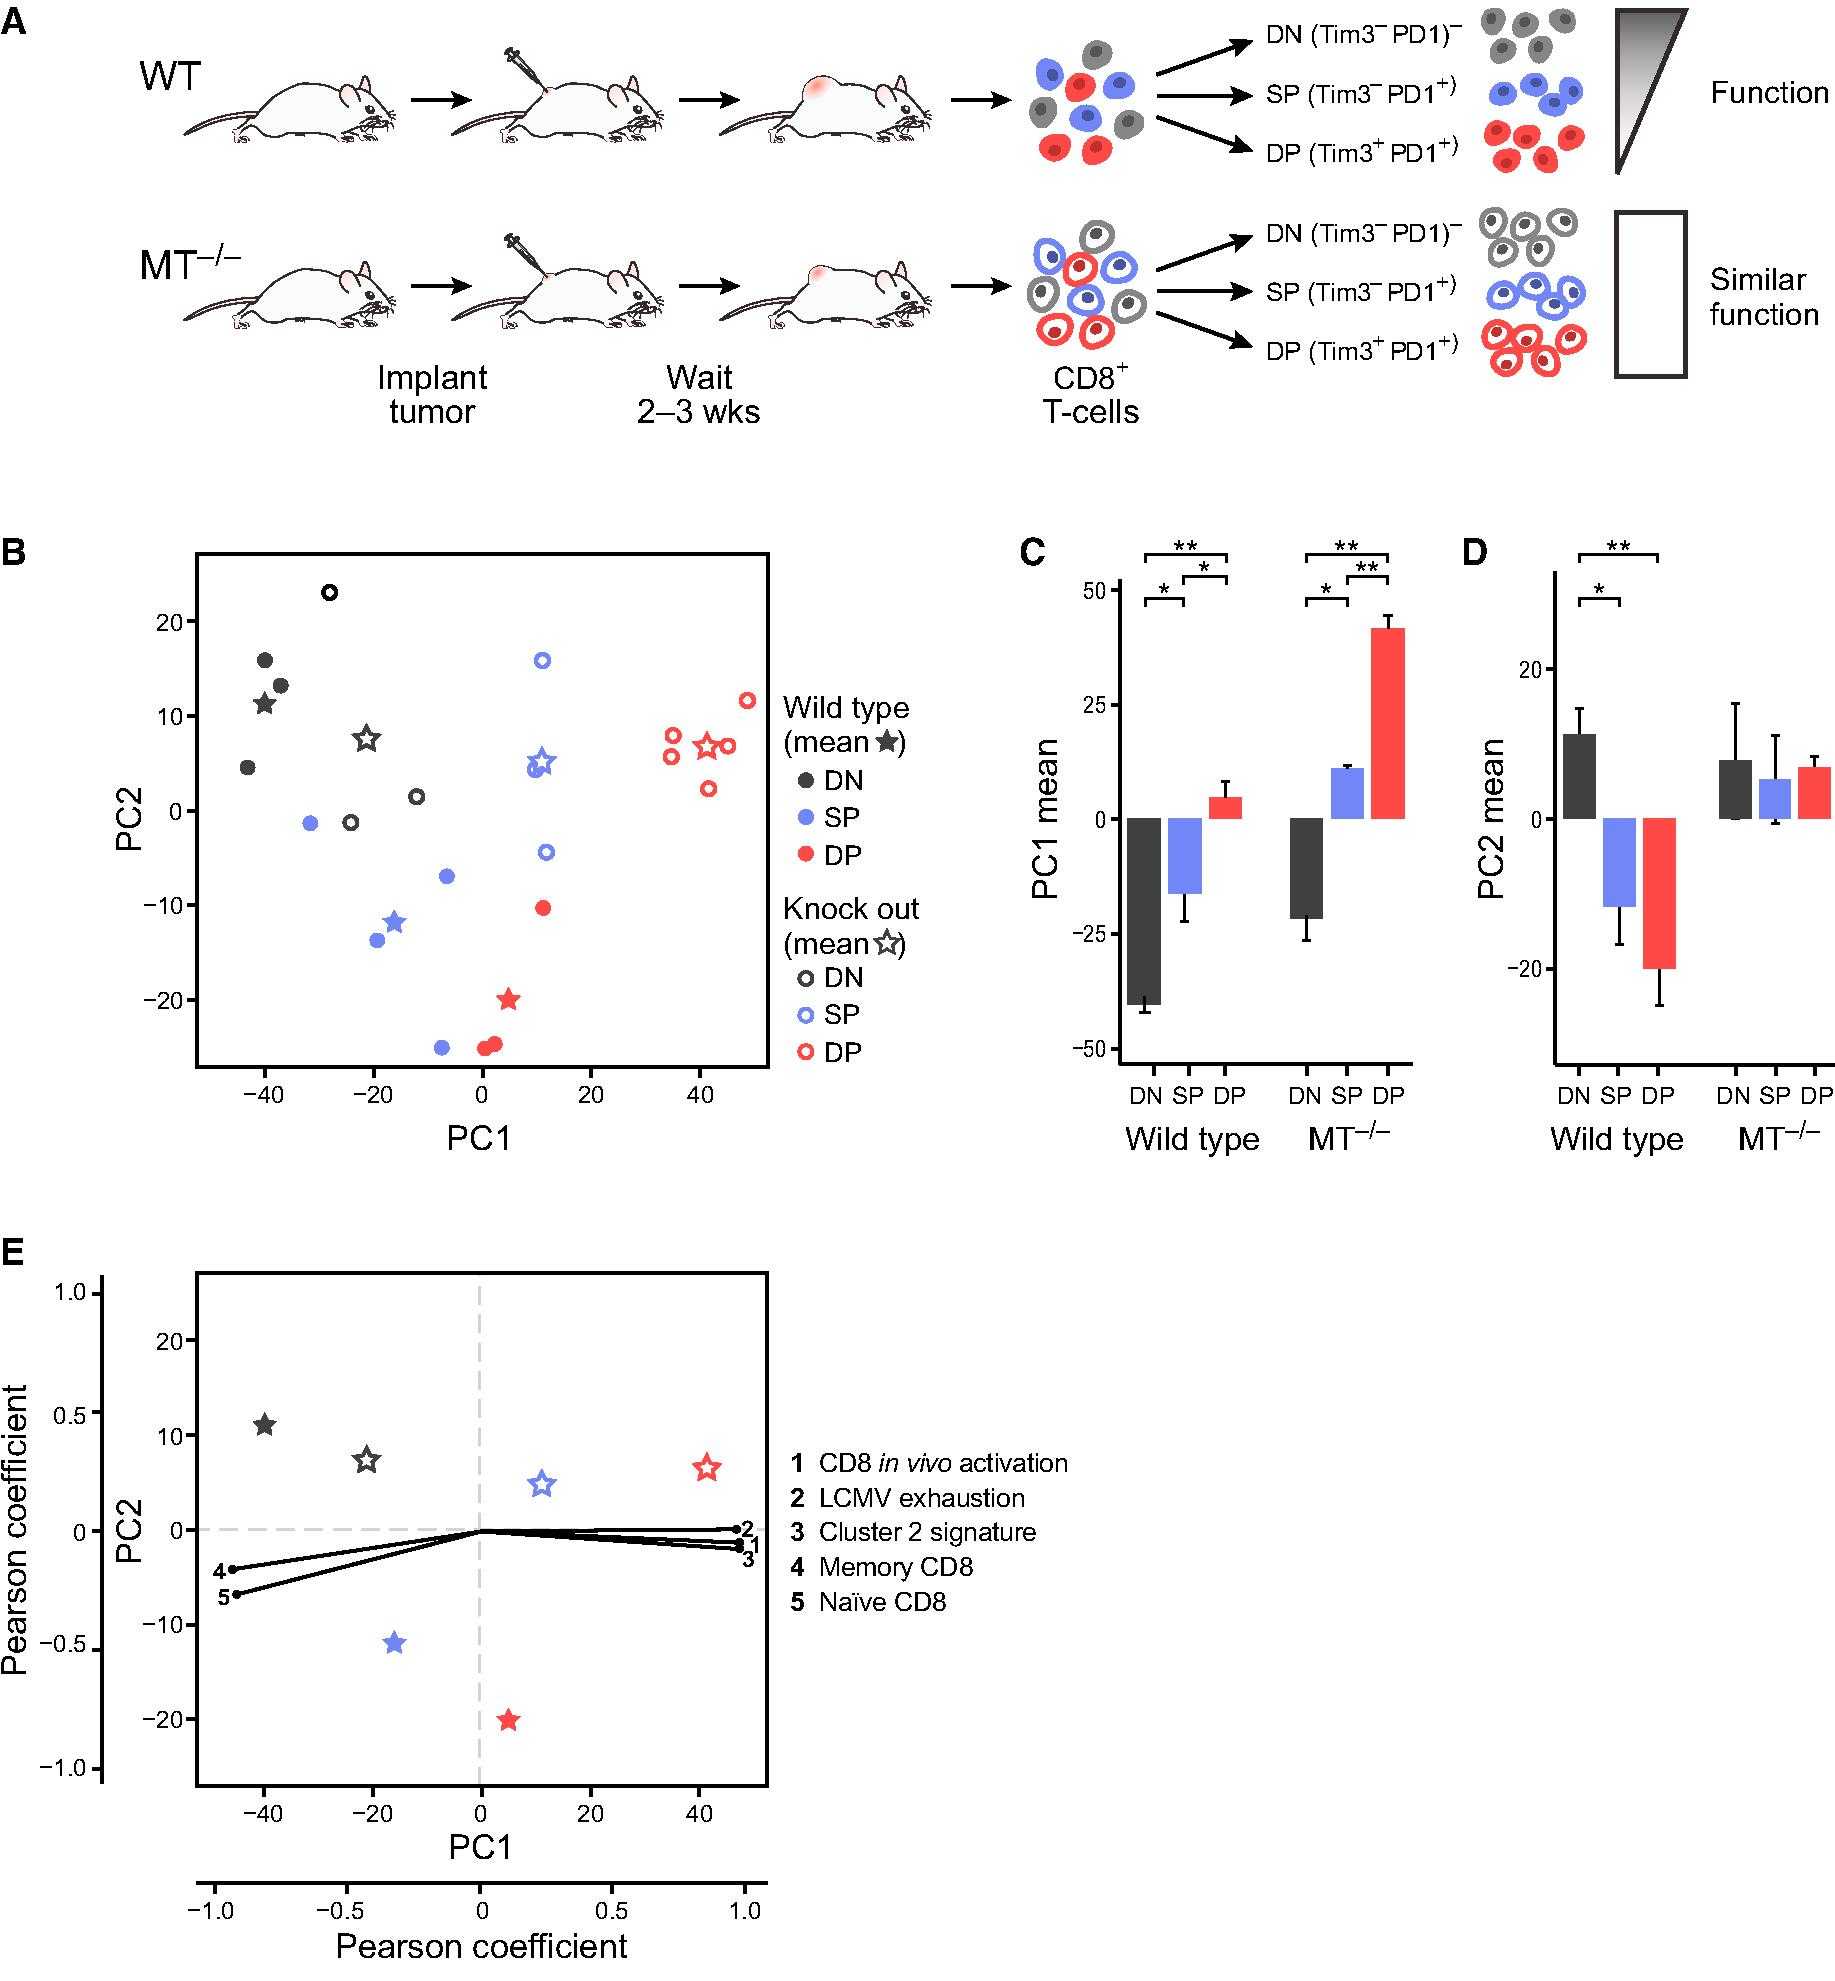 A
WT
DN (Tim3– PD1)–
SP (Tim3– PD1+)
DP (Tim3+ PD1+)
Function
MT–/–
DN (Tim3– PD1)–
SP (Tim3– PD1+)
DP (Tim3+ PD1+)
Similar
function
Implant
tumor
Wait
2–3 wks
CD8+
T-cells
B
20
10
0
−10
−20
PC2
−40 −20 0 20 40
PC1
Wild type
(mean ★)
DN
SP
DP
Knock out
(mean ☆)
DN
SP
DP
C
** **
* **
* *
50
25
0
−25
−50
PC1 mean
DN SP DP DN SP DP
Wild type MT–/–
D
**
*
20
0
−20
PC2 mean
DN SP DP DN SP DP
Wild type MT–/–
E
1.0
0.5
0
−0.5
−1.0
Pearson coefficient
20
10
0
−10
−20
PC2
2
1
3
4
5
−40 −20 0 20 40
PC1
−1.0 −0.5 0 0.5 1.0
Pearson coefficient
1 CD8 in vivo activation
2 LCMV exhaustion
3 Cluster 2 signature
4 Memory CD8
5 Naïve CD8